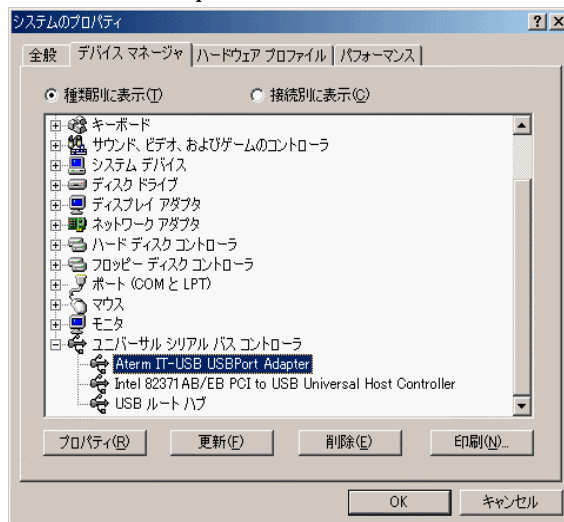 システムのプロパティ
全般 デバイス マネージャ ハードウェア プロファイル パフォーマンス
種類別に表示(T) 接続別に表示(C)
キーボード
サウンド、ビデオ、およびゲームのコントローラ
システム デバイス
ディスク ドライブ
ディスプレイ アダプタ
ネットワーク アダプタ
ハード ディスク コントローラ
フロッピー ディスク コントローラ
ポート (COM と LPT)
マウス
モニタ
ユニバーサル シリアル バス コントローラ
Aterm IT-USB USBPort Adapter
Intel 82371AB/EB PCI to USB Universal Host Controller
USB ルート ハブ
プロパティ(R) 更新(F) 削除(E) 印刷(N)...
OK キャンセル